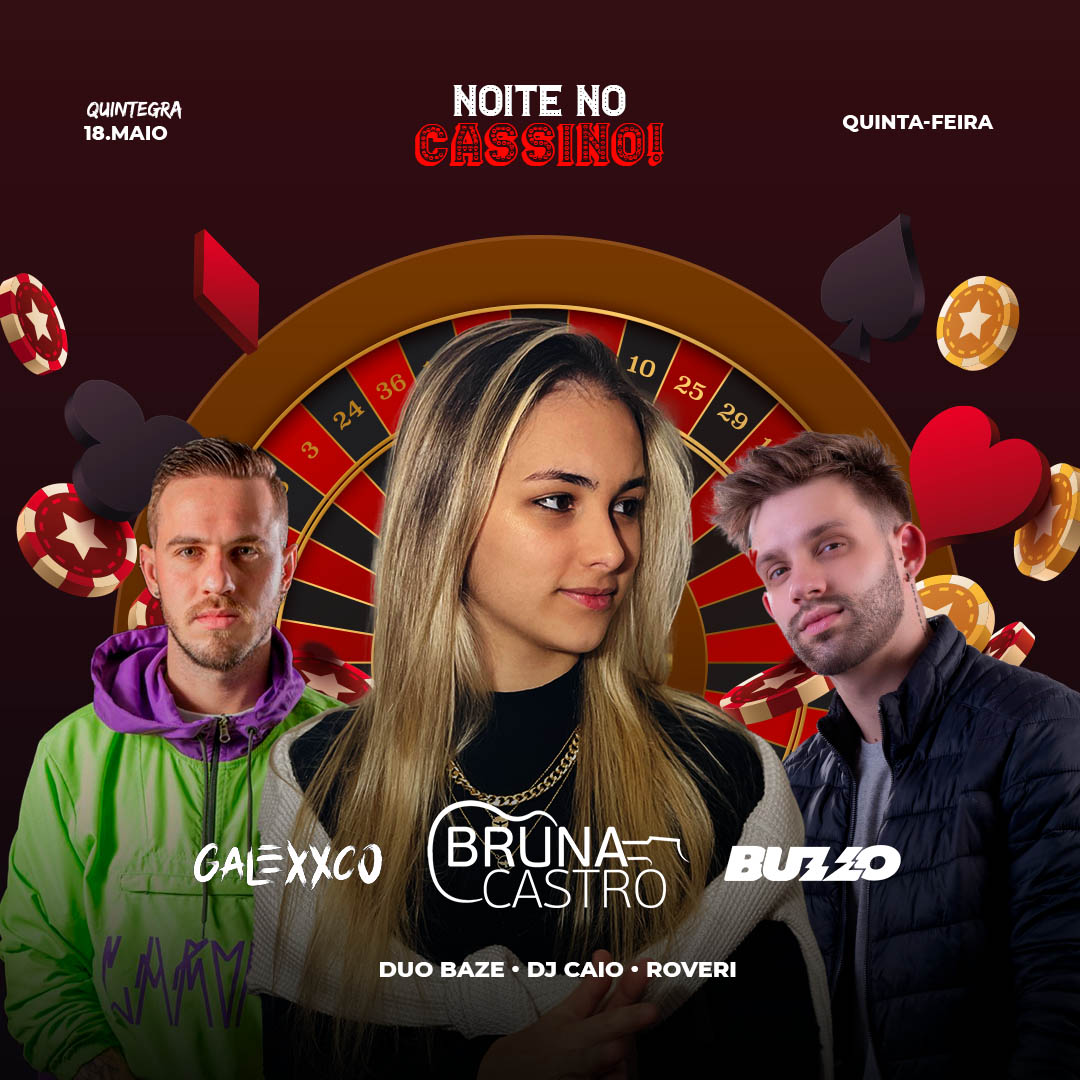 QUINTEGRA
18.MAIO
NOITE NO
CASSINO!
QUINTA-FEIRA
36
24
3
10
25
29
GALEXXCO
BRUNA
CASTRO
BUZZO
DUO BAZE • DJ CAIO • ROVERI